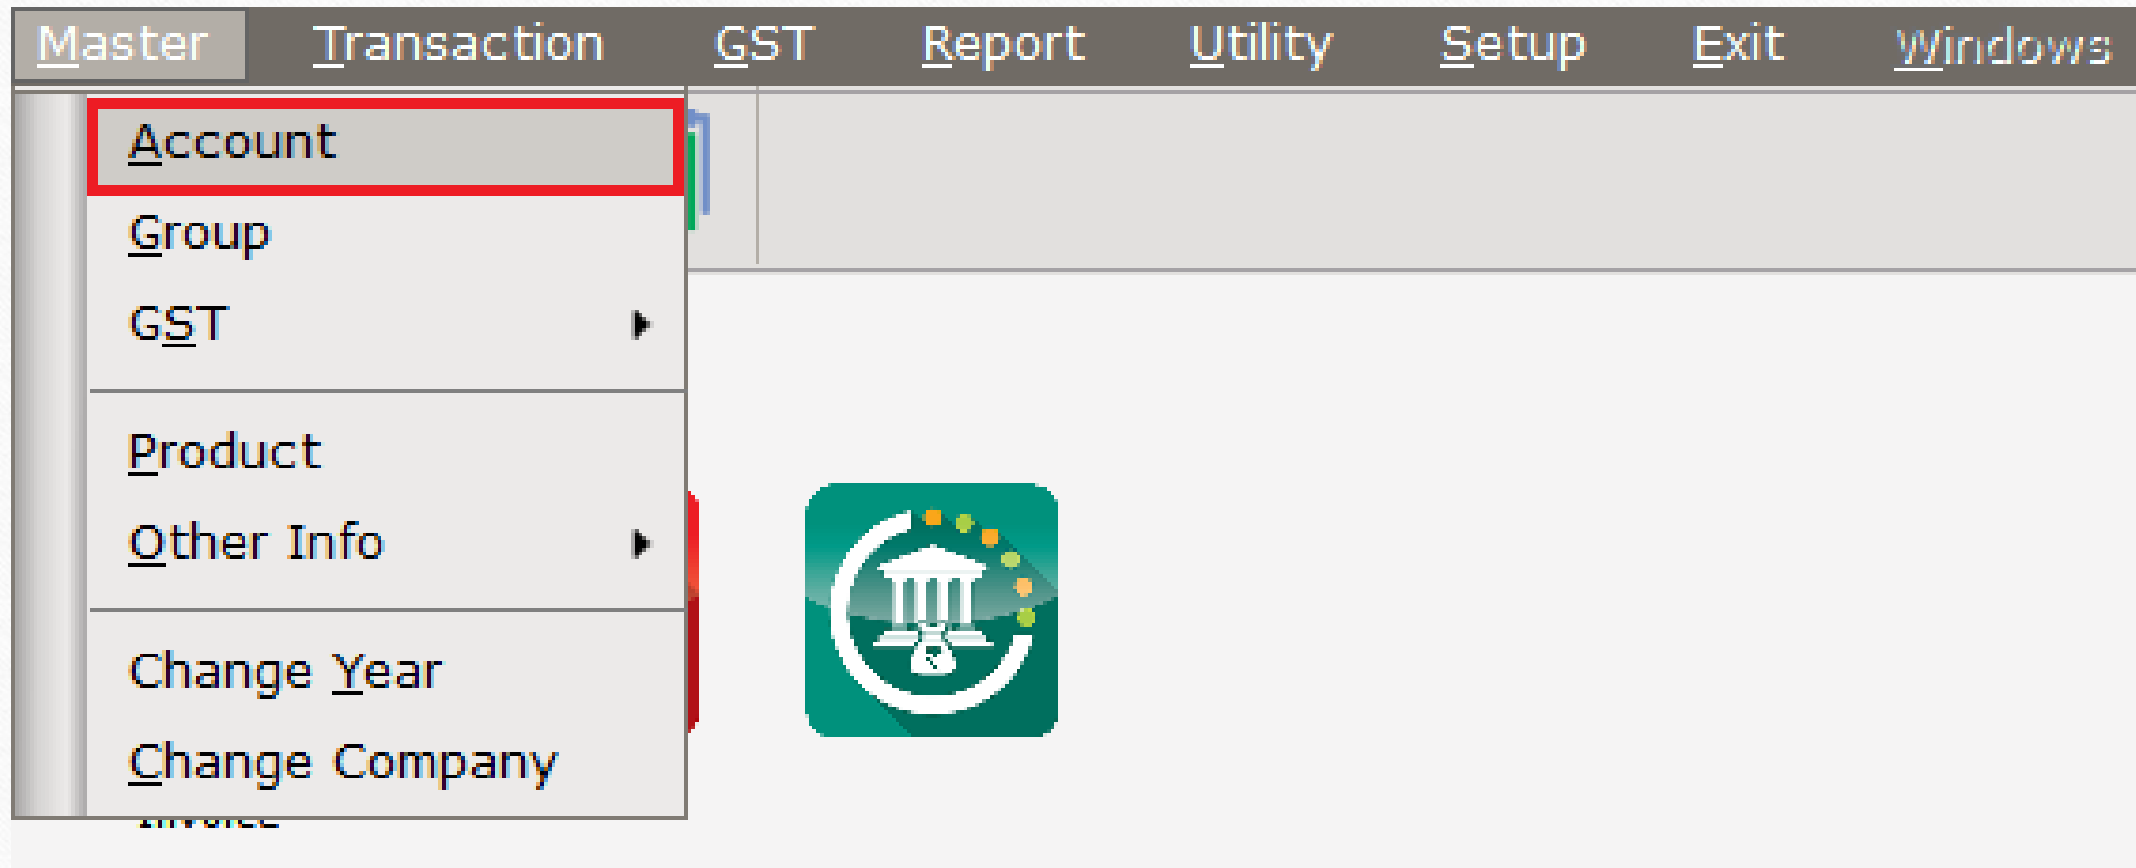 Master Transaction GST Report Utility Setup Exit Windows
Account
Group
GST
Product
Other Info
Change Year
Change Company